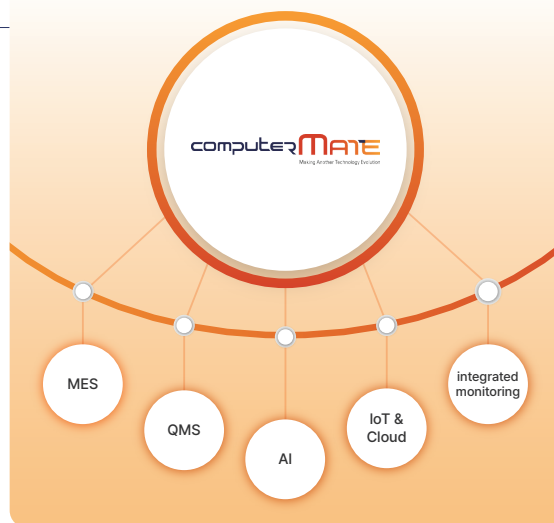 computerMATE
Making Another Technology Evolution
MES
QMS
AI
IoT &
Cloud
integrated
monitoring